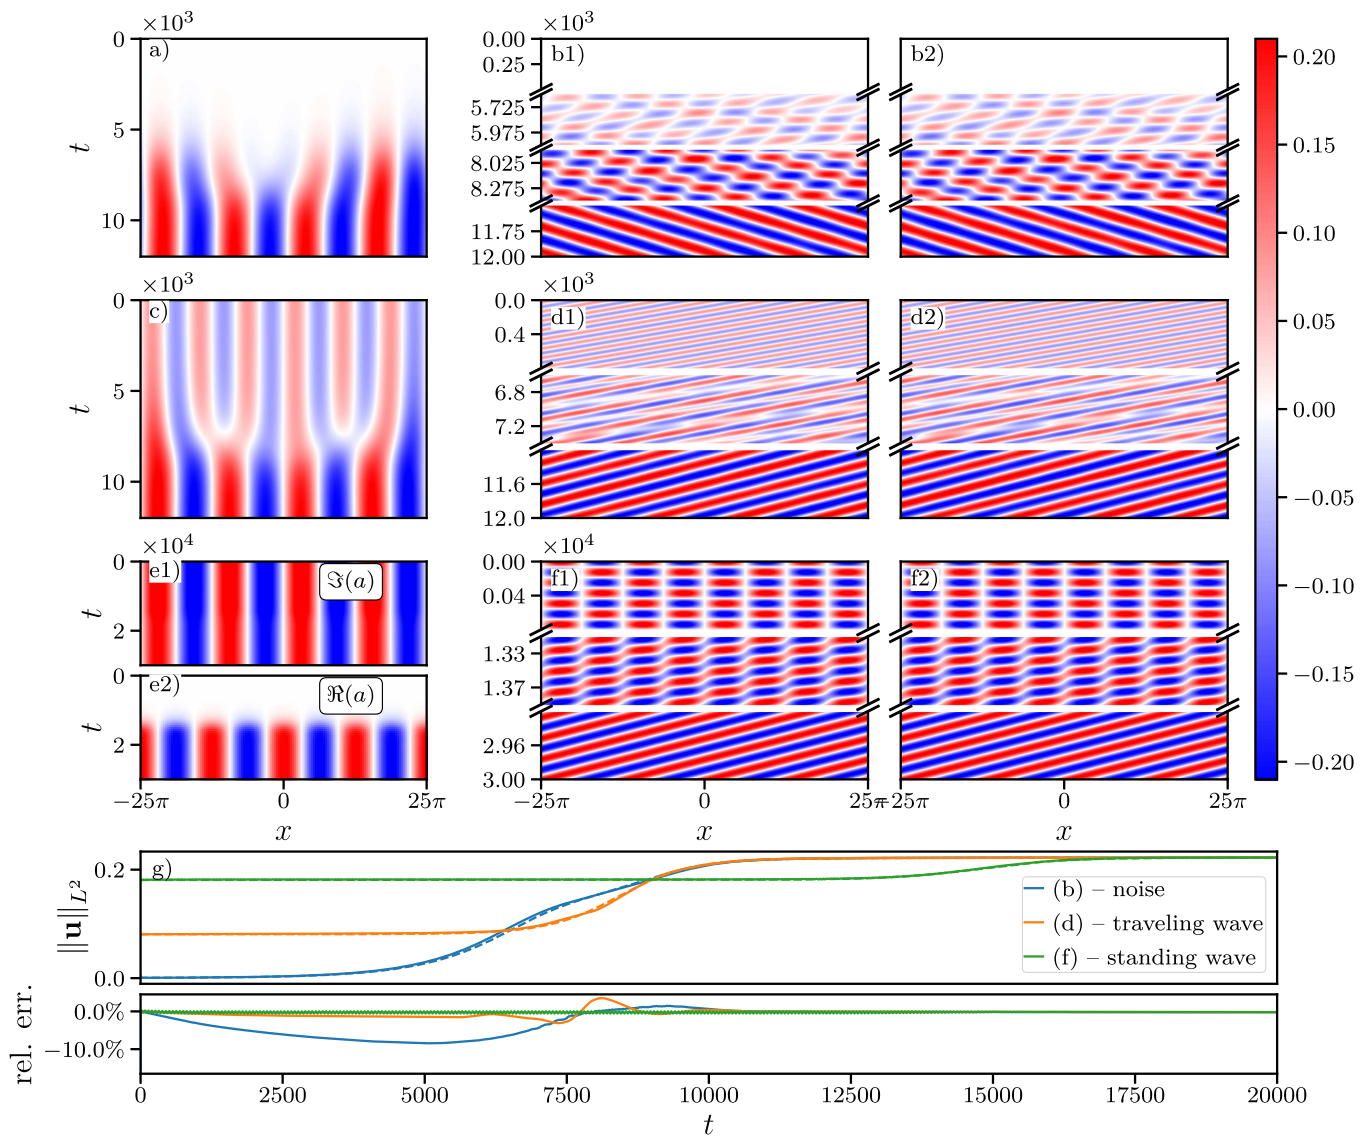 ×10³ ×10³
a) b1) b2)
0 5 10
t
0.00 0.25 5.725 5.975 8.025 8.275 11.75 12.00
×10³ ×10³
c) d1) d2)
0 5 10
t
0.0 0.4 6.8 7.2 11.6 12.0
×10⁴ ×10⁴
e1) ℑ(a) f1) f2)
0 2
t
e2) ℜ(a)
0 2
t
0.00 0.04 1.33 1.37 2.96 3.00
−25π 0 25π −25π 0 25π −25π 0 25π
x x x
0.20
0.15
0.10
0.05
0.00
−0.05
−0.10
−0.15
−0.20
g)
||u||_{L²}
0.2
0.0
(b) – noise
(d) – traveling wave
(f) – standing wave
rel. err.
0.0%
−10.0%
0 2500 5000 7500 10000 12500 15000 17500 20000
t